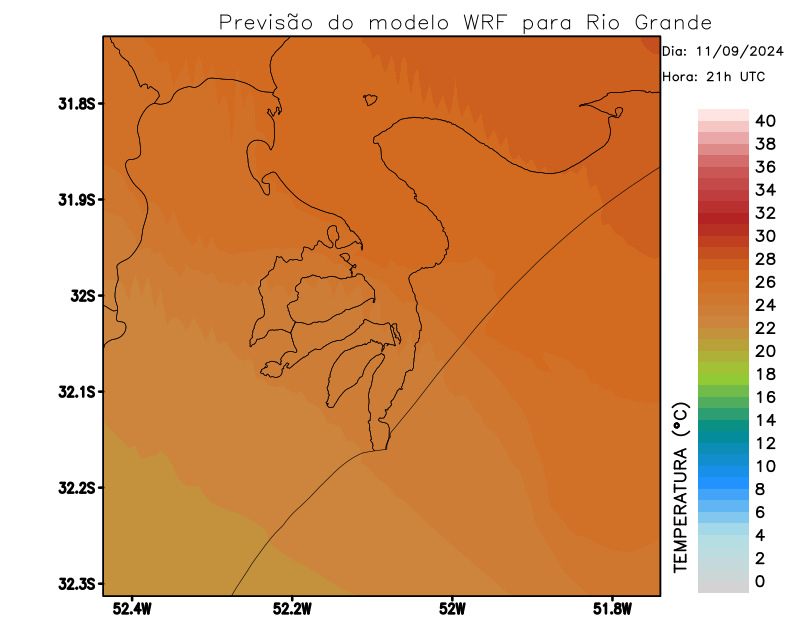 Previsão do modelo WRF para Rio Grande
Dia: 11/09/2024
Hora: 21h UTC
31.8S
31.9S
32S
32.1S
32.2S
32.3S
52.4W
52.2W
52W
51.8W
TEMPERATURA (°C)
40
38
36
34
32
30
28
26
24
22
20
18
16
14
12
10
8
6
4
2
0